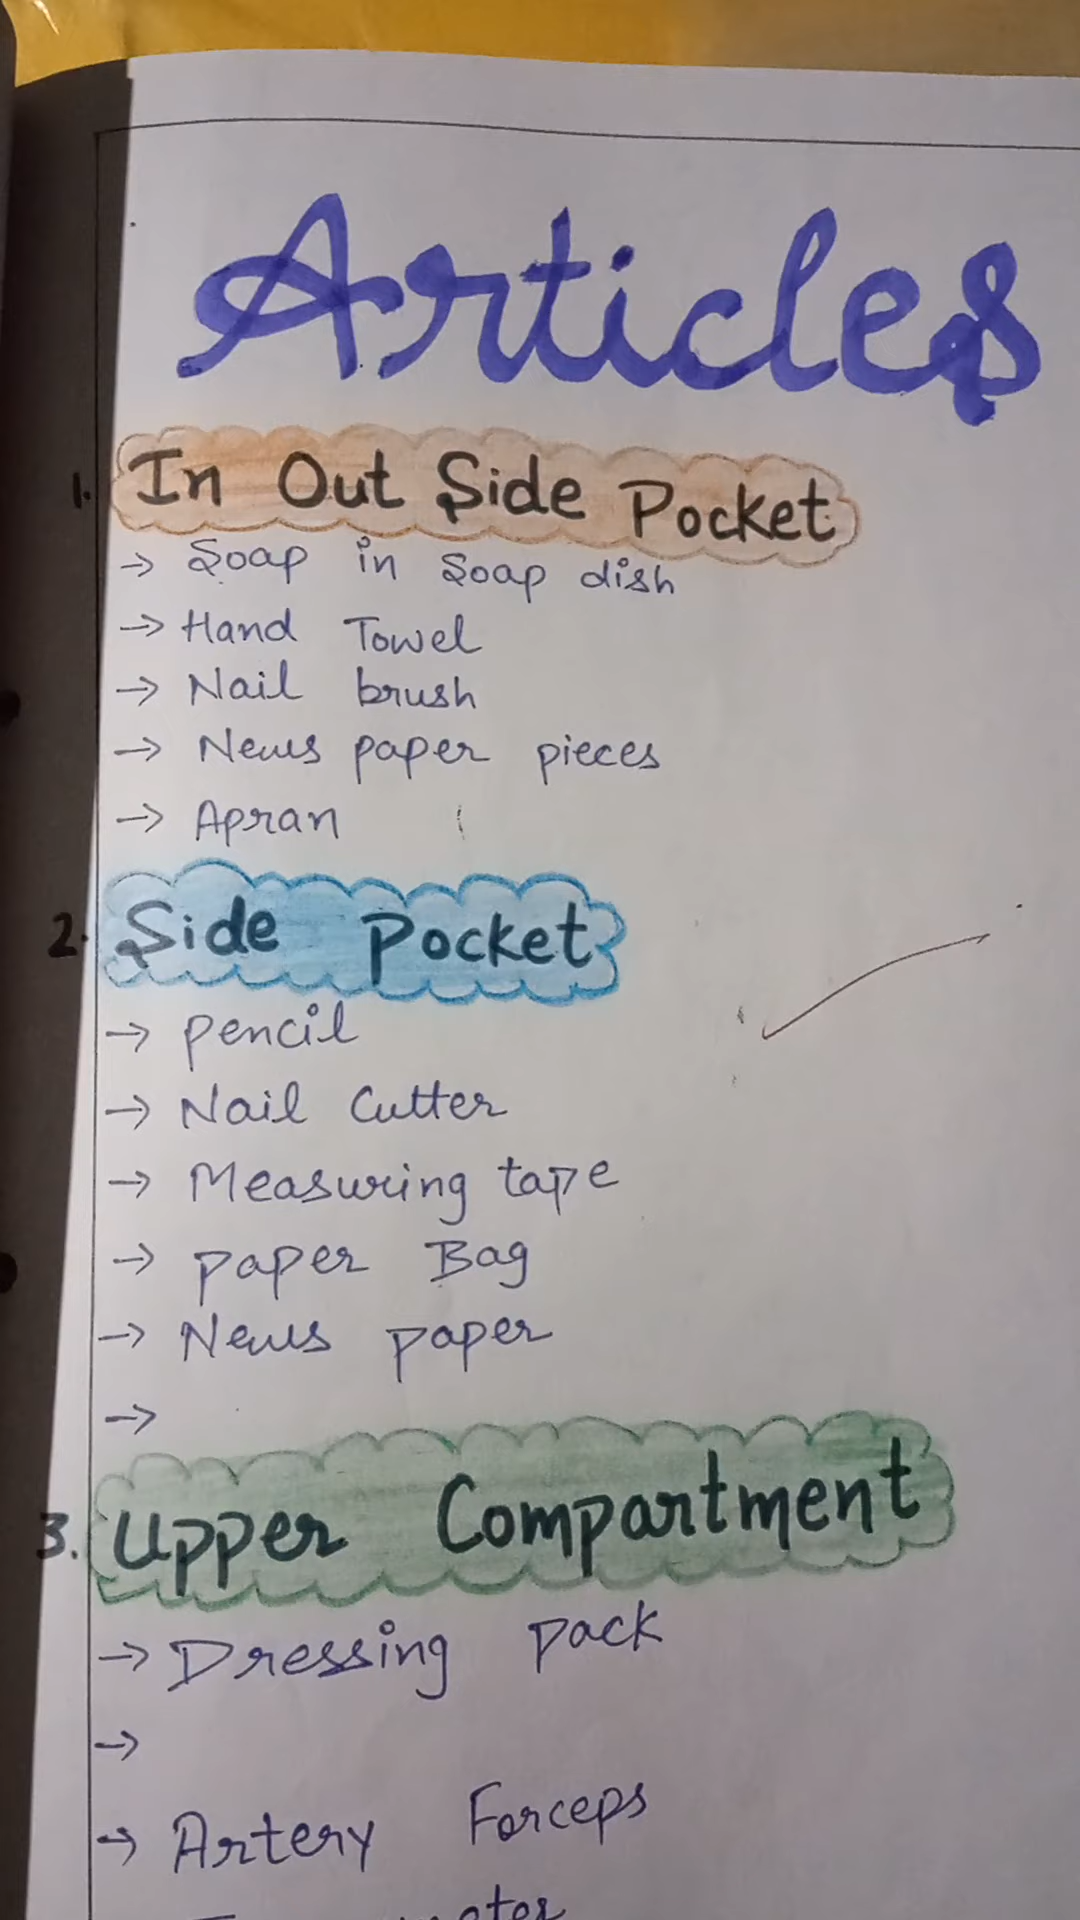 Articles
1. In Out Side Pocket
→ Soap in Soap dish
→ Hand Towel
→ Nail brush
→ News paper pieces
→ Apran
2. Side Pocket
→ pencil
→ Nail Cutter
→ Measuring tape
→ paper Bag
→ News paper
→
3. Upper Compartment
→ Dressing pack
→
→ Artery Forceps